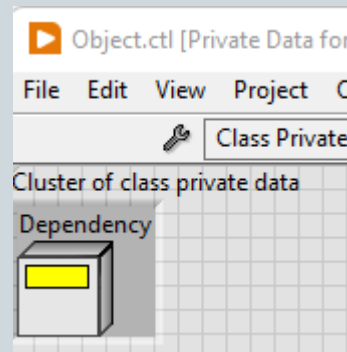 Object.ctl [Private Data for
File Edit View Project
Class Private
Cluster of class private data
Dependency